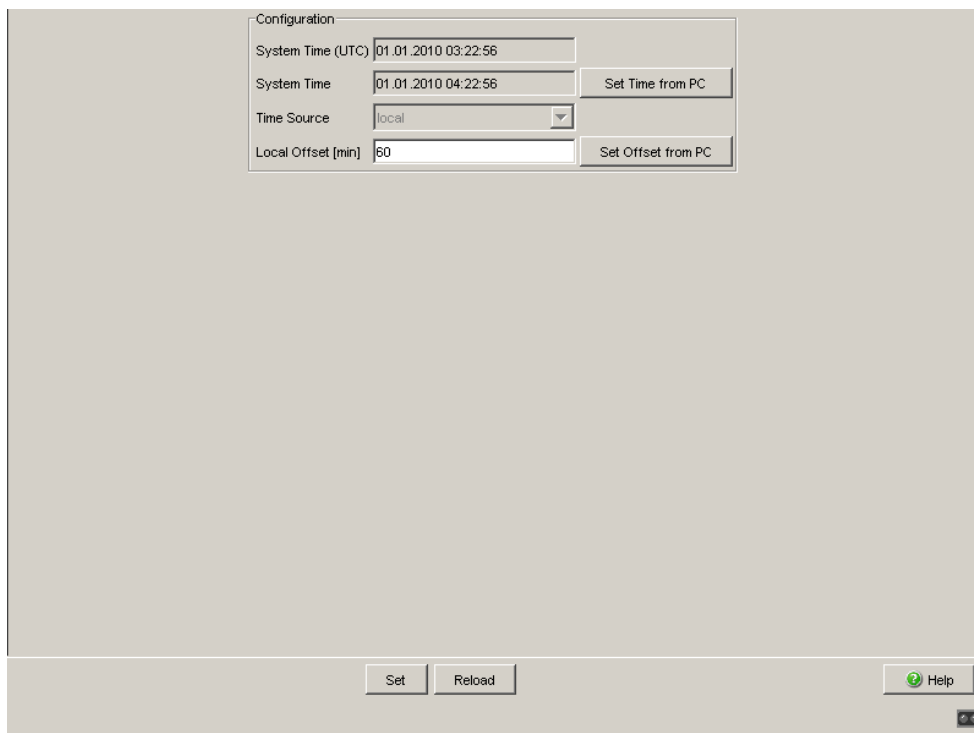 Configuration
System Time (UTC) 01.01.2010 03:22:56
System Time 01.01.2010 04:22:56 Set Time from PC
Time Source local
Local Offset [min] 60 Set Offset from PC
Set Reload Help